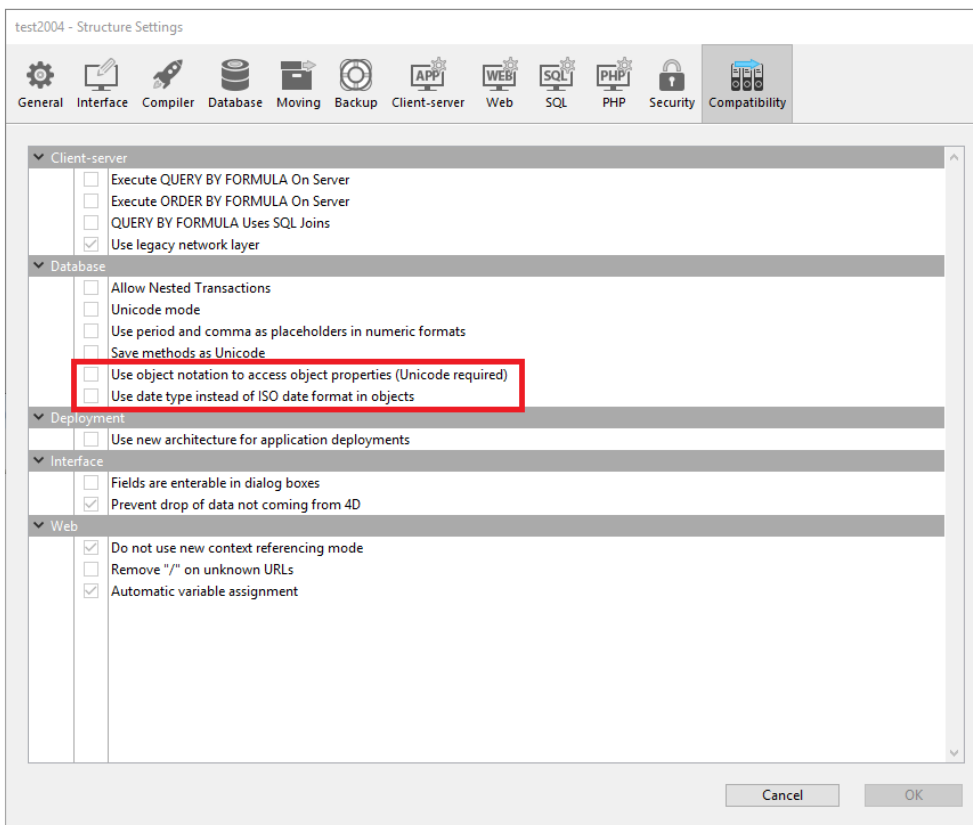 test2004 - Structure Settings
APP WEB SQL PHP
General Interface Compiler Database Moving Backup Client-server Web SQL PHP Security Compatibility
Client-server
Execute QUERY BY FORMULA On Server
Execute ORDER BY FORMULA On Server
QUERY BY FORMULA Uses SQL Joins
Use legacy network layer
Database
Allow Nested Transactions
Unicode mode
Use period and comma as placeholders in numeric formats
Save methods as Unicode
Use object notation to access object properties (Unicode required)
Use date type instead of ISO date format in objects
Deployment
Use new architecture for application deployments
Interface
Fields are enterable in dialog boxes
Prevent drop of data not coming from 4D
Web
Do not use new context referencing mode
Remove "/" on unknown URLs
Automatic variable assignment
Cancel OK